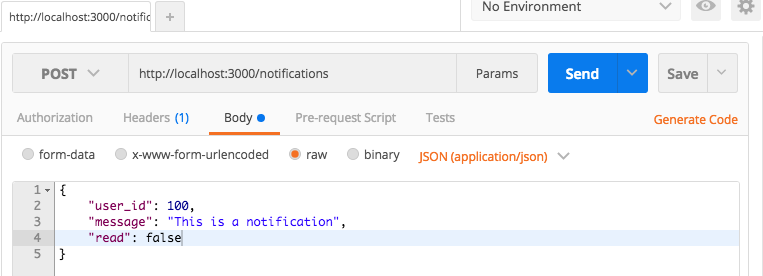 http://localhost:3000/notific
+
No Environment
POST http://localhost:3000/notifications Params Send Save
Authorization Headers (1) Body Pre-request Script Tests Generate Code
form-data x-www-form-urlencoded raw binary JSON (application/json)
1 {
2 "user_id": 100,
3 "message": "This is a notification",
4 "read": false
5 }